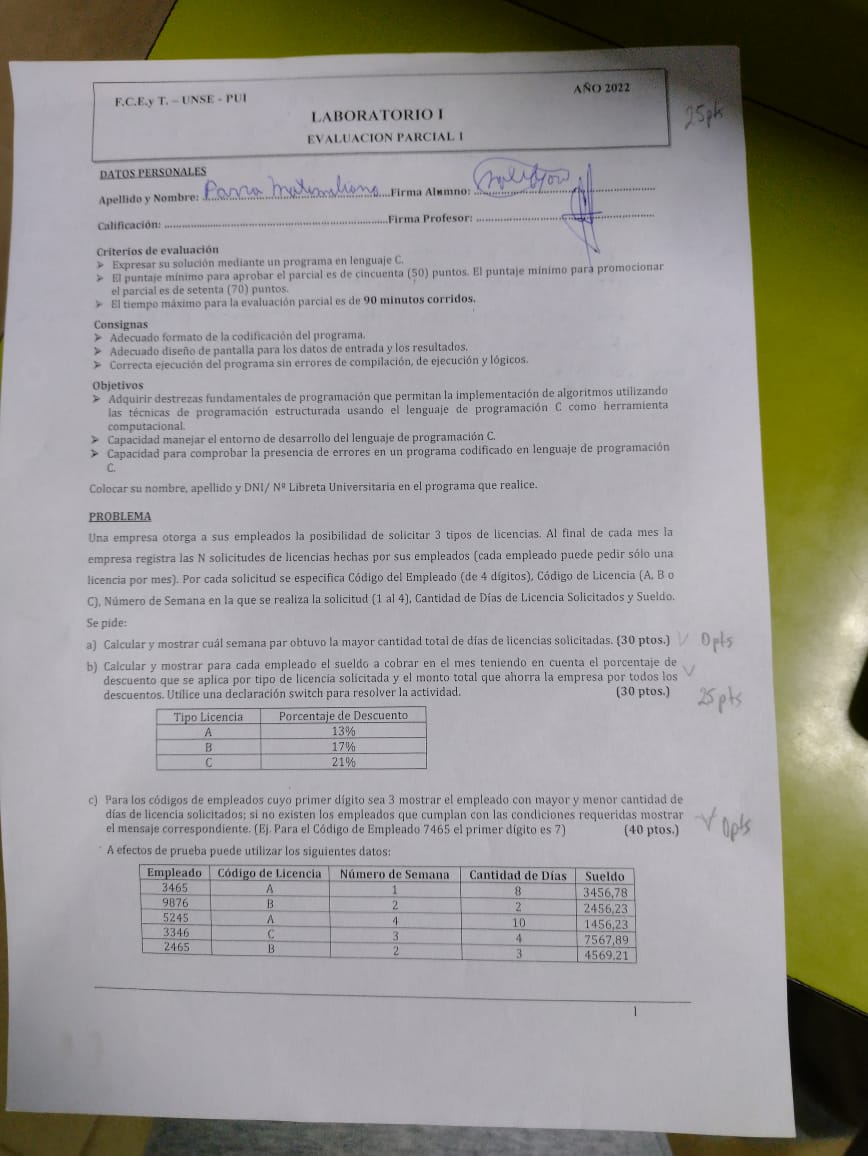 F.C.E.y T. – UNSE - PUI
AÑO 2022
LABORATORIO I
EVALUACION PARCIAL I
25pts
DATOS PERSONALES
Apellido y Nombre: Parra Maximiliano Firma Alumno:
Calificación: Firma Profesor:
Criterios de evaluación
➢ Expresar su solución mediante un programa en lenguaje C.
➢ El puntaje mínimo para aprobar el parcial es de cincuenta (50) puntos. El puntaje mínimo para promocionar
el parcial es de setenta (70) puntos.
➢ El tiempo máximo para la evaluación parcial es de 90 minutos corridos.
Consignas
➢ Adecuado formato de la codificación del programa.
➢ Adecuado diseño de pantalla para los datos de entrada y los resultados.
➢ Correcta ejecución del programa sin errores de compilación, de ejecución y lógicos.
Objetivos
➢ Adquirir destrezas fundamentales de programación que permitan la implementación de algoritmos utilizando
las técnicas de programación estructurada usando el lenguaje de programación C como herramienta
computacional.
➢ Capacidad manejar el entorno de desarrollo del lenguaje de programación C.
➢ Capacidad para comprobar la presencia de errores en un programa codificado en lenguaje de programación
C.
Colocar su nombre, apellido y DNI/ Nº Libreta Universitaria en el programa que realice.
PROBLEMA
Una empresa otorga a sus empleados la posibilidad de solicitar 3 tipos de licencias. Al final de cada mes la
empresa registra las N solicitudes de licencias hechas por sus empleados (cada empleado puede pedir sólo una
licencia por mes). Por cada solicitud se especifica Código del Empleado (de 4 dígitos), Código de Licencia (A, B o
C), Número de Semana en la que se realiza la solicitud (1 al 4), Cantidad de Días de Licencia Solicitados y Sueldo.
Se pide:
a) Calcular y mostrar cuál semana par obtuvo la mayor cantidad total de días de licencias solicitadas. (30 ptos.) 0pts
b) Calcular y mostrar para cada empleado el sueldo a cobrar en el mes teniendo en cuenta el porcentaje de
descuento que se aplica por tipo de licencia solicitada y el monto total que ahorra la empresa por todos los
descuentos. Utilice una declaración switch para resolver la actividad. (30 ptos.) 25pts
Tipo Licencia Porcentaje de Descuento
A 13%
B 17%
C 21%
c) Para los códigos de empleados cuyo primer dígito sea 3 mostrar el empleado con mayor y menor cantidad de
días de licencia solicitados; si no existen los empleados que cumplan con las condiciones requeridas mostrar
el mensaje correspondiente. (Ej. Para el Código de Empleado 7465 el primer dígito es 7) (40 ptos.) 0pts
A efectos de prueba puede utilizar los siguientes datos:
Empleado Código de Licencia Número de Semana Cantidad de Días Sueldo
3465 A 1 8 3456,78
9876 B 2 2 2456,23
5245 A 4 10 1456,23
3346 C 3 4 7567,89
2465 B 2 3 4569.21
1